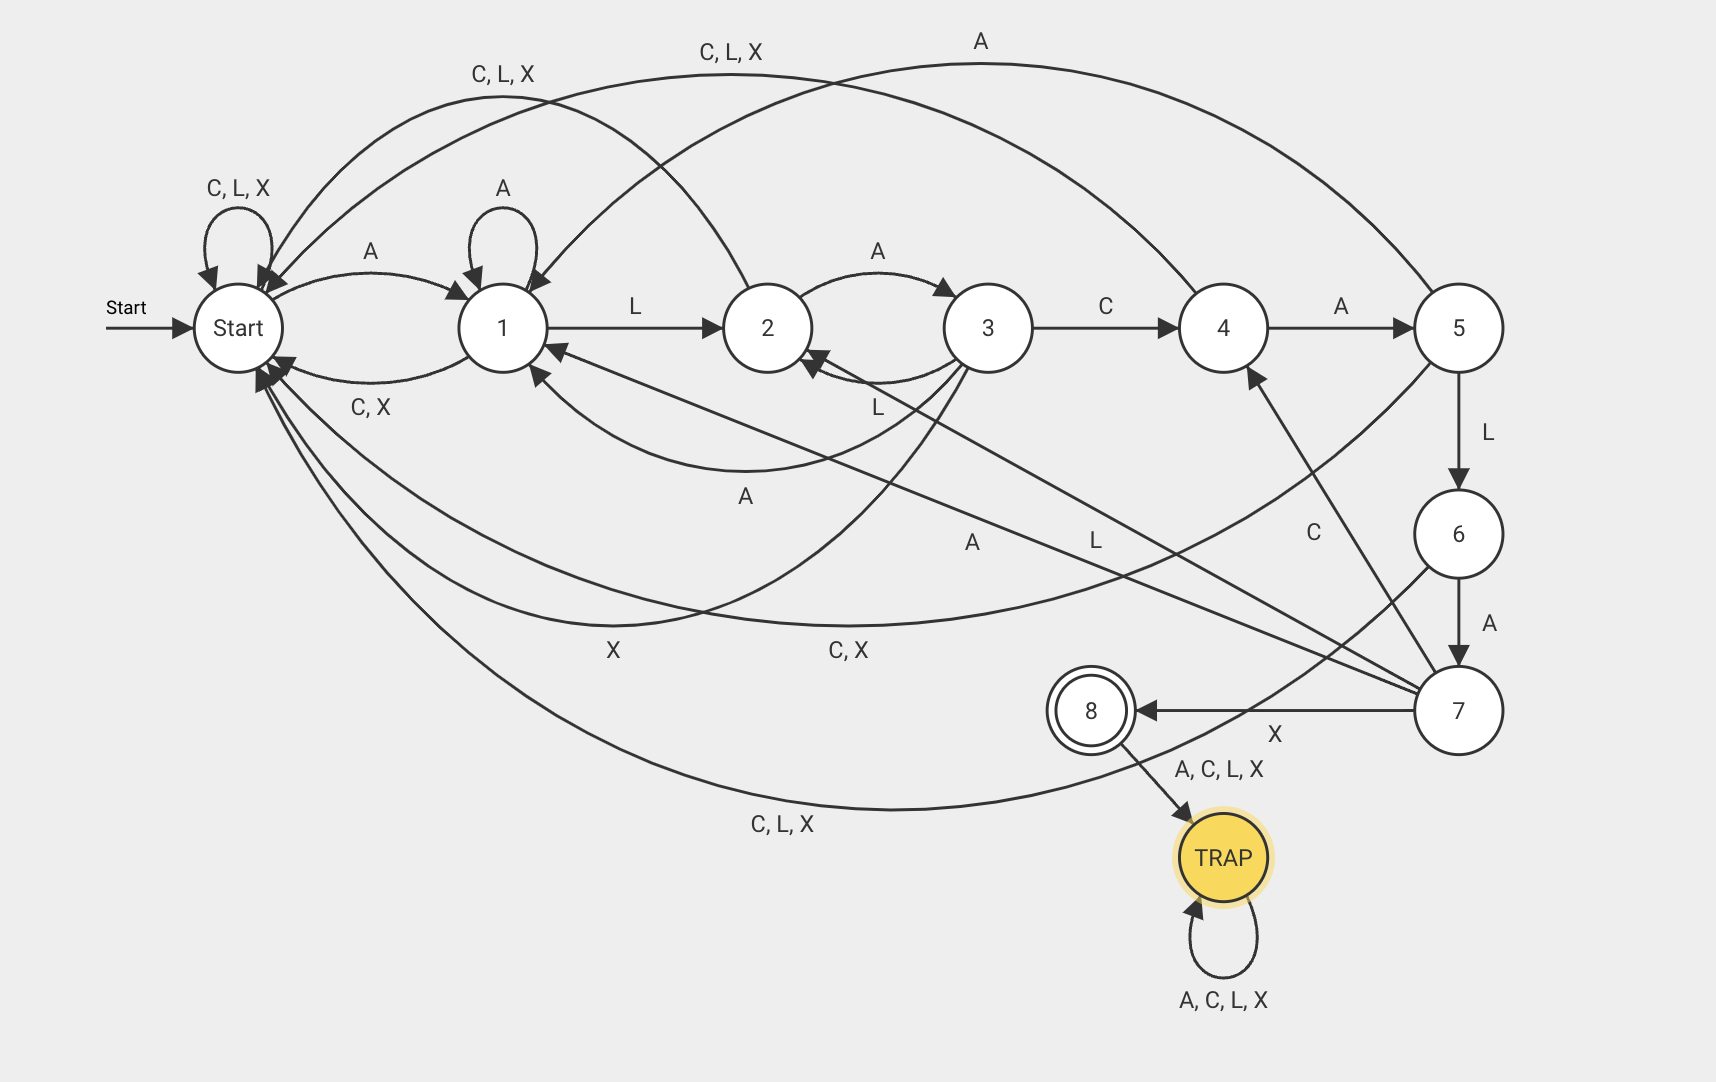 A
C, L, X
C, L, X
C, L, X
A
A
A
Start
L
C
A
Start
1
2
3
4
5
C, X
L
L
A
C
6
A
L
A
X
C, X
8
7
X
A, C, L, X
C, L, X
TRAP
A, C, L, X